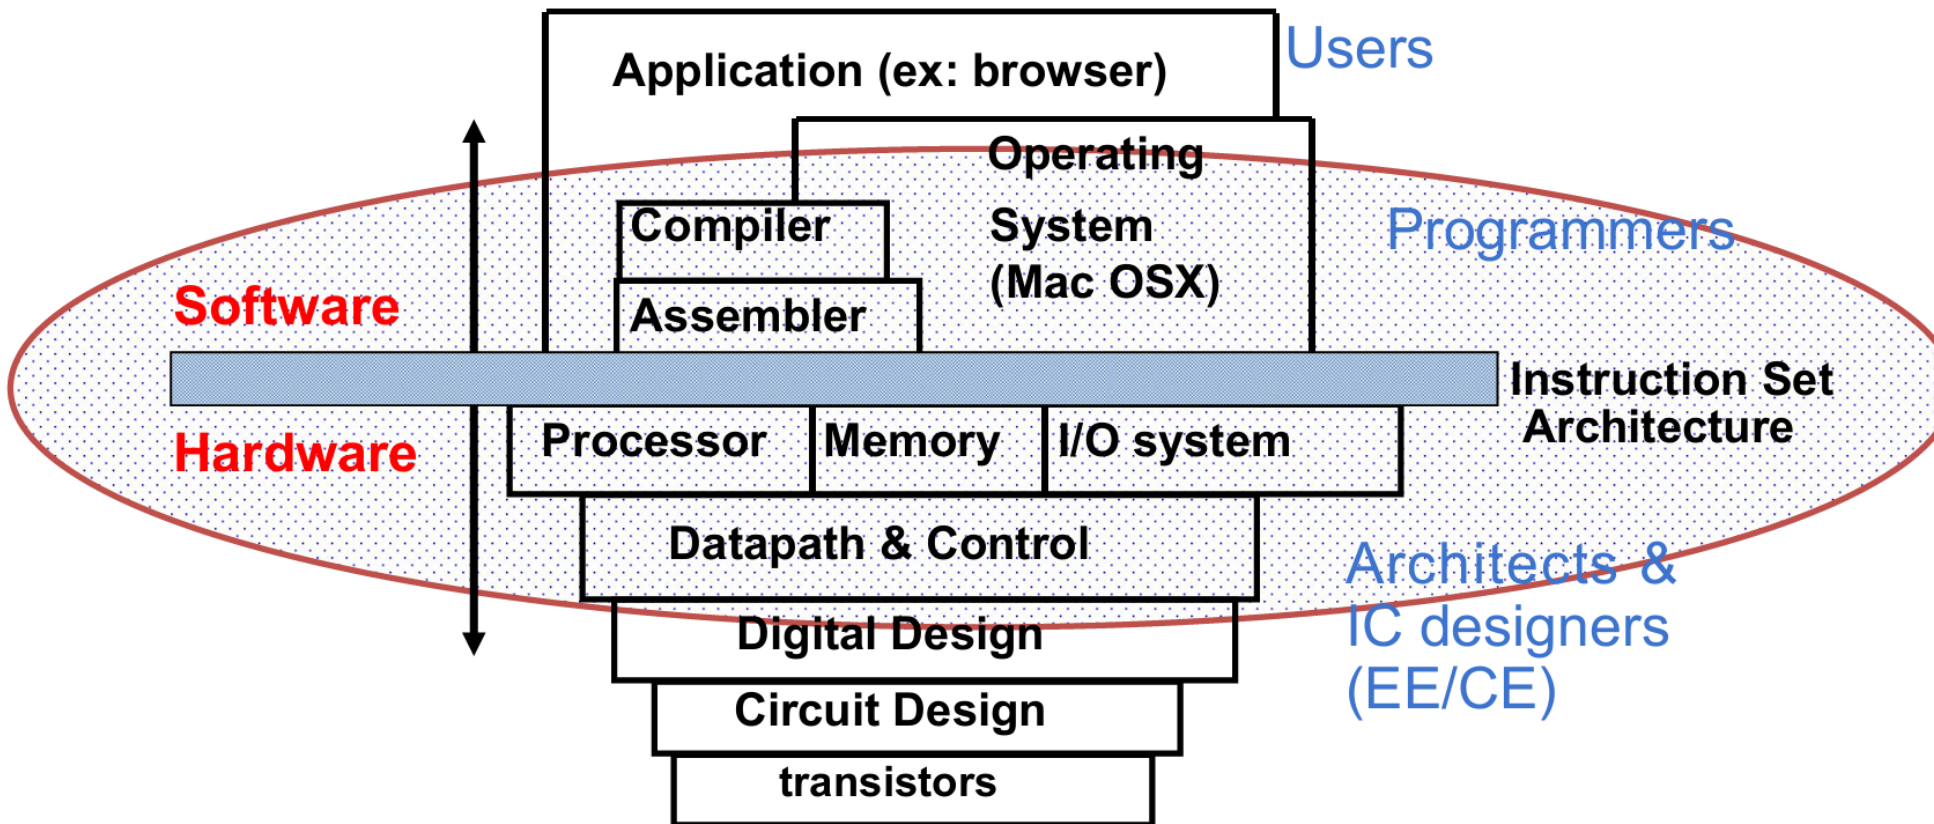 Application (ex: browser)
Users
Operating
System
(Mac OSX)
Compiler
Assembler
Programmers
Software
Instruction Set
Architecture
Hardware
Processor
Memory
I/O system
Datapath & Control
Architects &
IC designers
(EE/CE)
Digital Design
Circuit Design
transistors